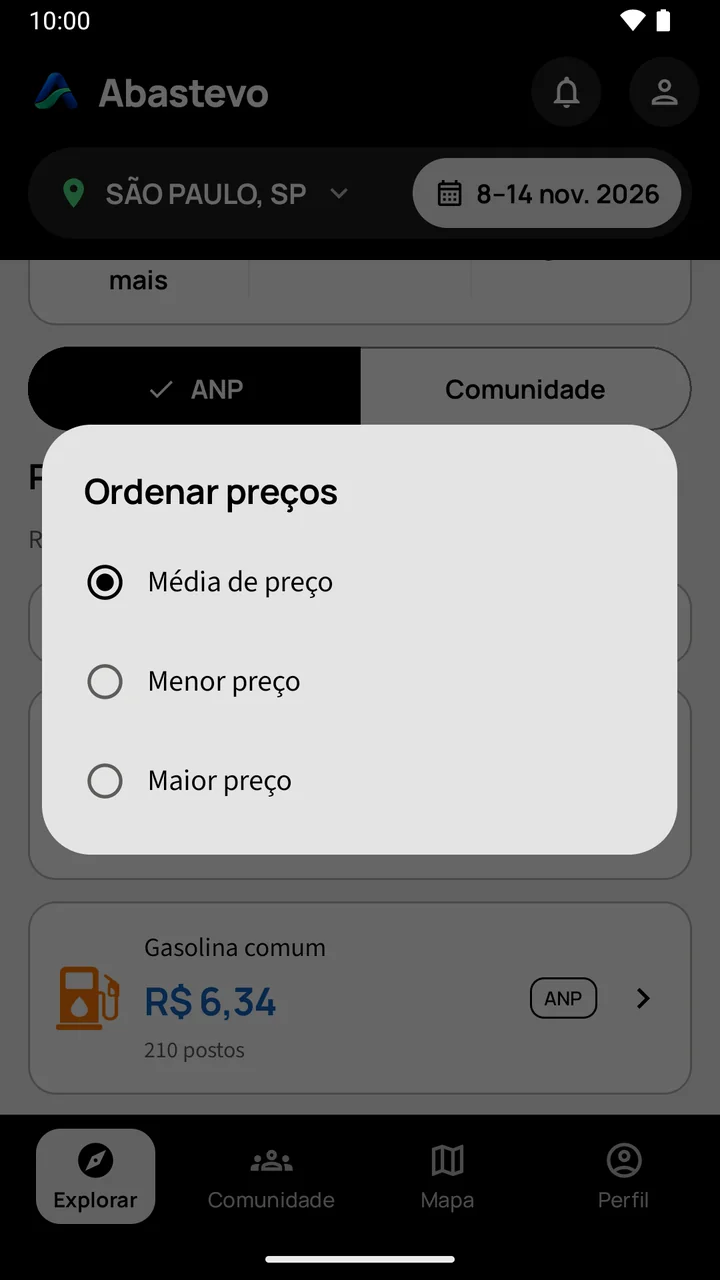 10:00
Abastevo
SÃO PAULO, SP
8–14 nov. 2026
mais
ANP
Comunidade
Ordenar preços
Média de preço
Menor preço
Maior preço
Gasolina comum
R$ 6,34
ANP
210 postos
Explorar
Comunidade
Mapa
Perfil